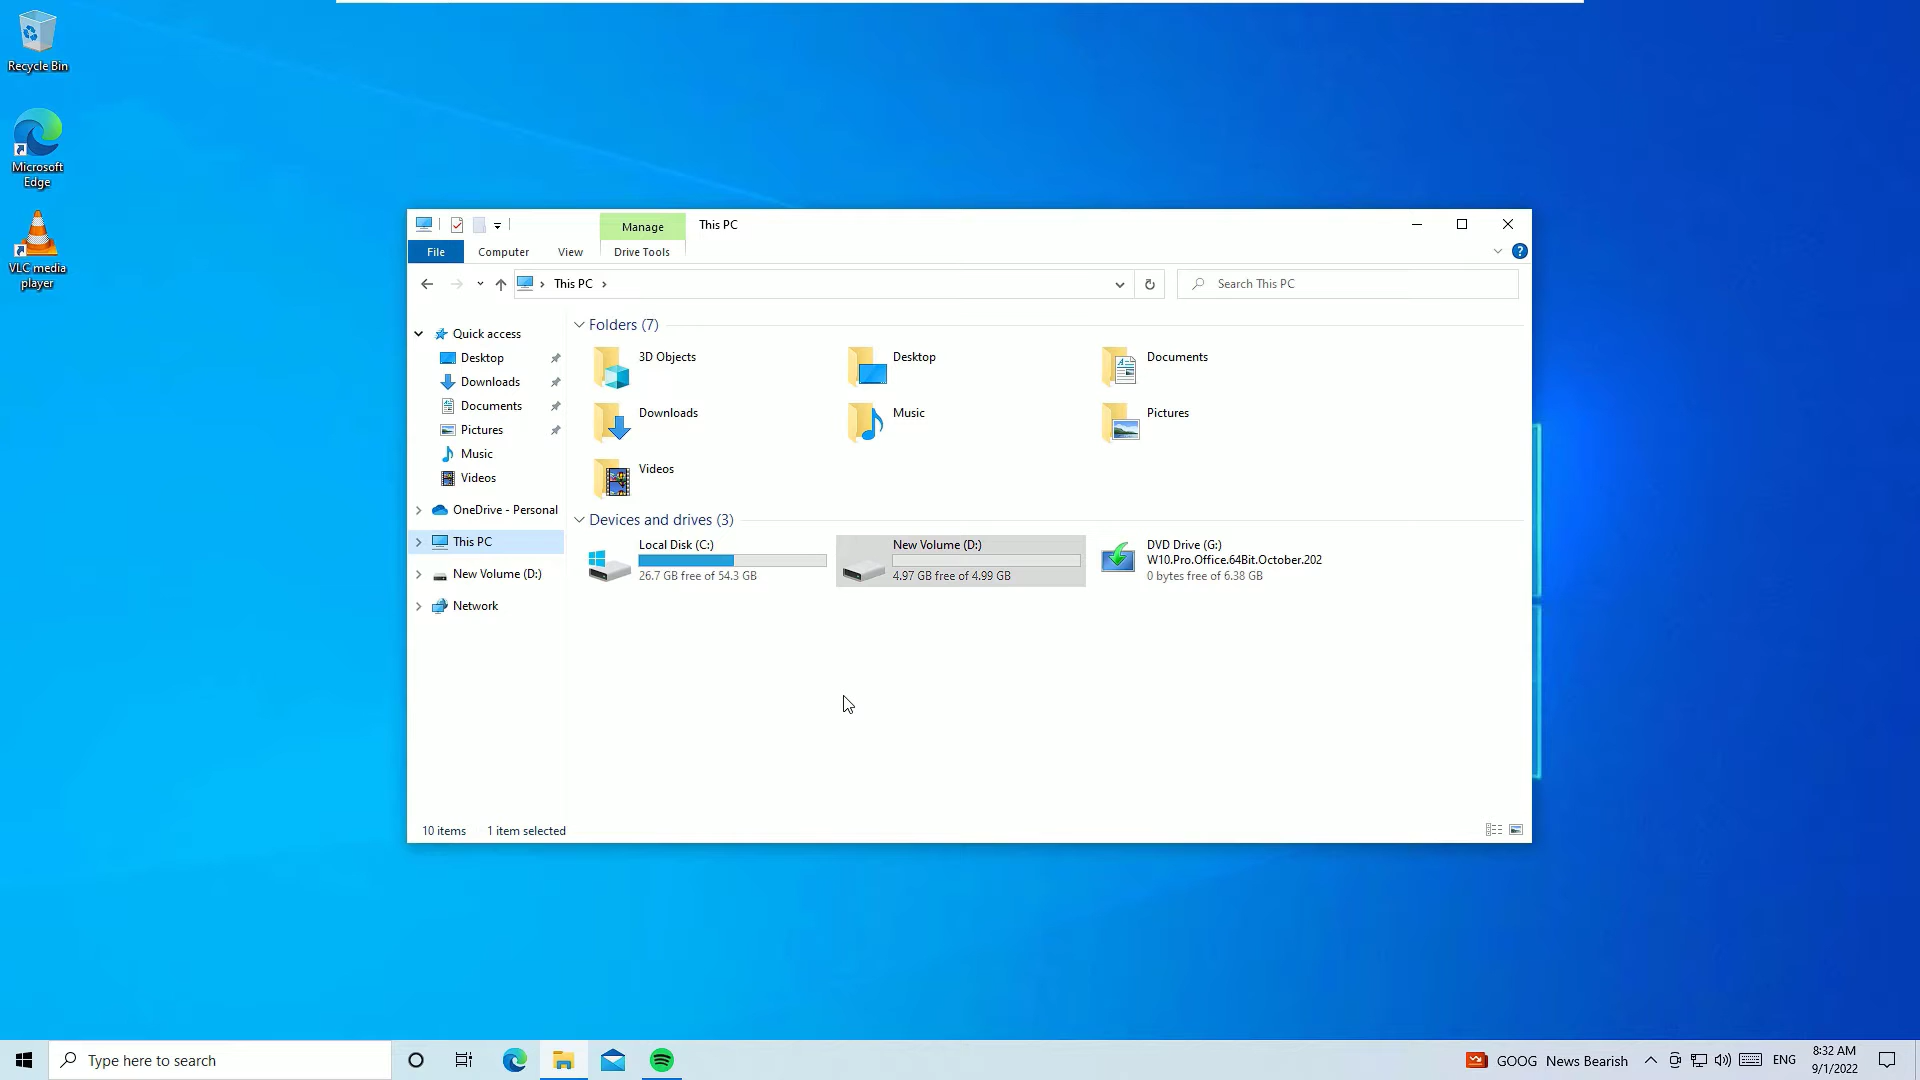 Recycle Bin
Microsoft
Edge
VLC media
player
Manage
This PC
File
Computer
View
Drive Tools
This PC
Search This PC
Quick access
Desktop
Downloads
Documents
Pictures
Music
Videos
OneDrive - Personal
This PC
New Volume (D:)
Network
Folders (7)
3D Objects
Desktop
Documents
Downloads
Music
Pictures
Videos
Devices and drives (3)
Local Disk (C:)
26.7 GB free of 54.3 GB
New Volume (D:)
4.97 GB free of 4.99 GB
DVD Drive (G:)
W10.Pro.Office.64Bit.October.202
0 bytes free of 6.38 GB
10 items
1 item selected
Type here to search
GOOG News Bearish
ENG
8:32 AM
9/1/2022